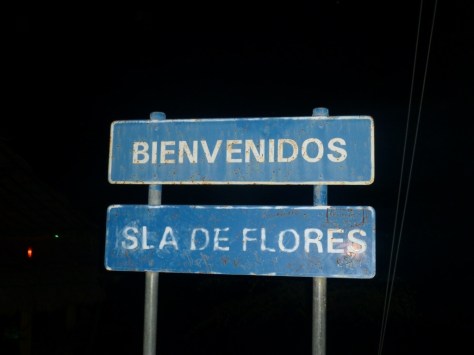 BIENVENIDOS
SLA DE FLORES